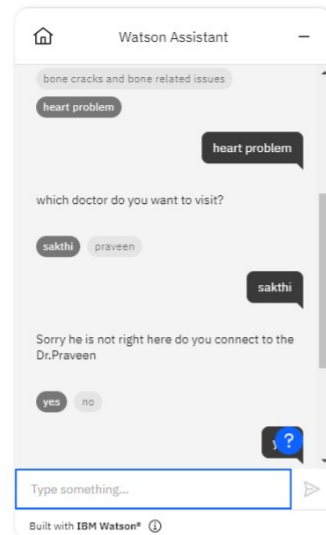 Watson Assistant
bone cracks and bone related issues
heart problem
heart problem
which doctor do you want to visit?
sakthi praveen
sakthi
Sorry he is not right here do you connect to the
Dr.Praveen
yes no
?
Type something...
Built with IBM Watson®